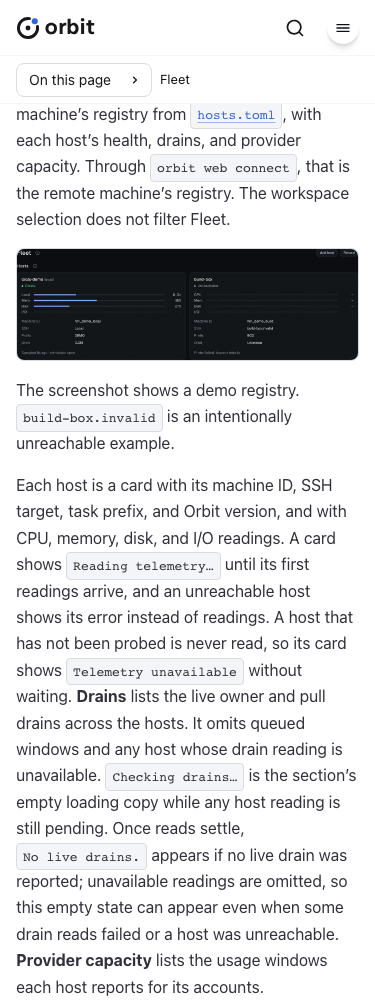 orbit
On this page
Fleet
machine's registry from hosts.toml, with
each host's health, drains, and provider
capacity. Through orbit web connect, that is
the remote machine's registry. The workspace
selection does not filter Fleet.
Fleet
Hosts
The screenshot shows a demo registry.
build-box.invalid is an intentionally
unreachable example.
Each host is a card with its machine ID, SSH
target, task prefix, and Orbit version, and with
CPU, memory, disk, and I/O readings. A card
shows Reading telemetry… until its first
readings arrive, and an unreachable host
shows its error instead of readings. A host that
has not been probed is never read, so its card
shows Telemetry unavailable without
waiting. Drains lists the live owner and pull
drains across the hosts. It omits queued
windows and any host whose drain reading is
unavailable. Checking drains… is the section's
empty loading copy while any host reading is
still pending. Once reads settle,
No live drains. appears if no live drain was
reported; unavailable readings are omitted, so
this empty state can appear even when some
drain reads failed or a host was unreachable.
Provider capacity lists the usage windows
each host reports for its accounts.